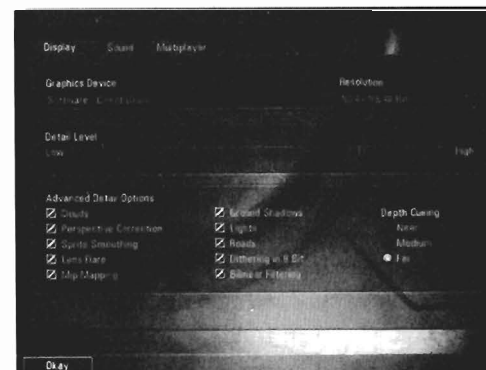 Display Sound Multiplayer
Graphics Device Resolution
Software
Detail Level
Low High
Advanced Detail Options
Clouds Ground Shadows Depth Cueing
Perspective Correction Lights Near
Sprite Smoothing Roads Medium
Lens Flare Dithering in 8 Bit Far
Mip Mapping Bilinear Filtering
Okay